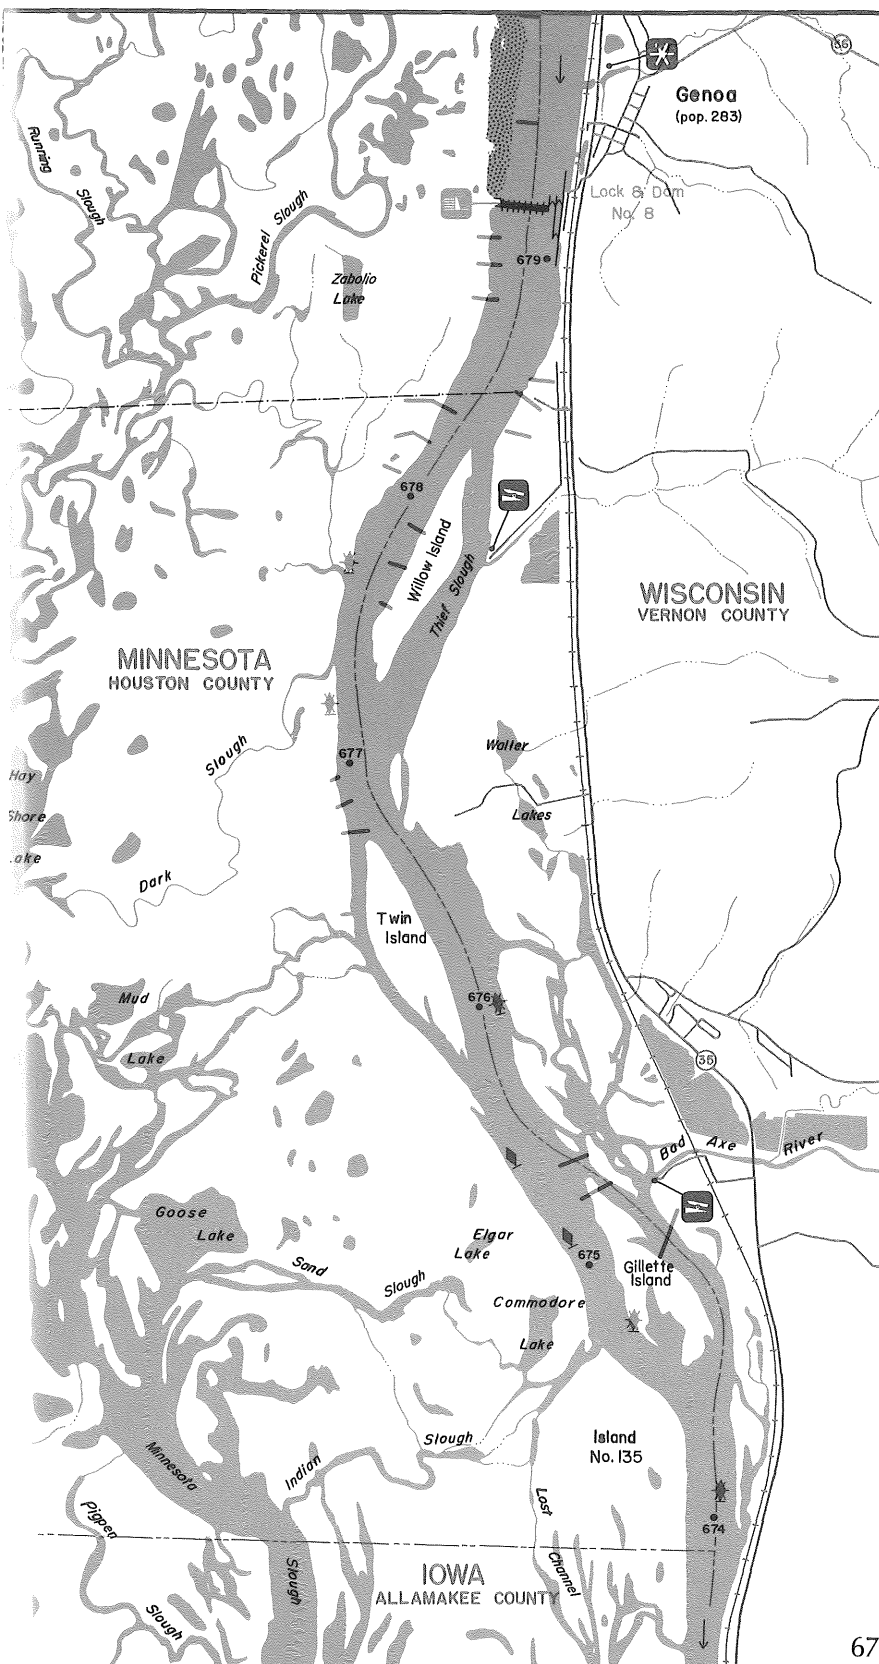 56
Genoa
(pop. 283)
Running
Slough
Pickerel Slough
Lock & Dam
No. 8
679
Zabolio
Lake
678
Willow Island
Thief Slough
WISCONSIN
VERNON COUNTY
MINNESOTA
HOUSTON COUNTY
Dark Slough
677
Walter
Lakes
Hay
Shore
Lake
Twin
Island
Mud
Lake
676
35
Bad Axe River
Goose
Lake
Elgar
Lake
675
Gillette
Island
Sand Slough
Commodore
Lake
Island
No. 135
Minnesota
Slough
Indian Slough
Lost
Channel
Pigpen
Slough
674
IOWA
ALLAMAKEE COUNTY
67